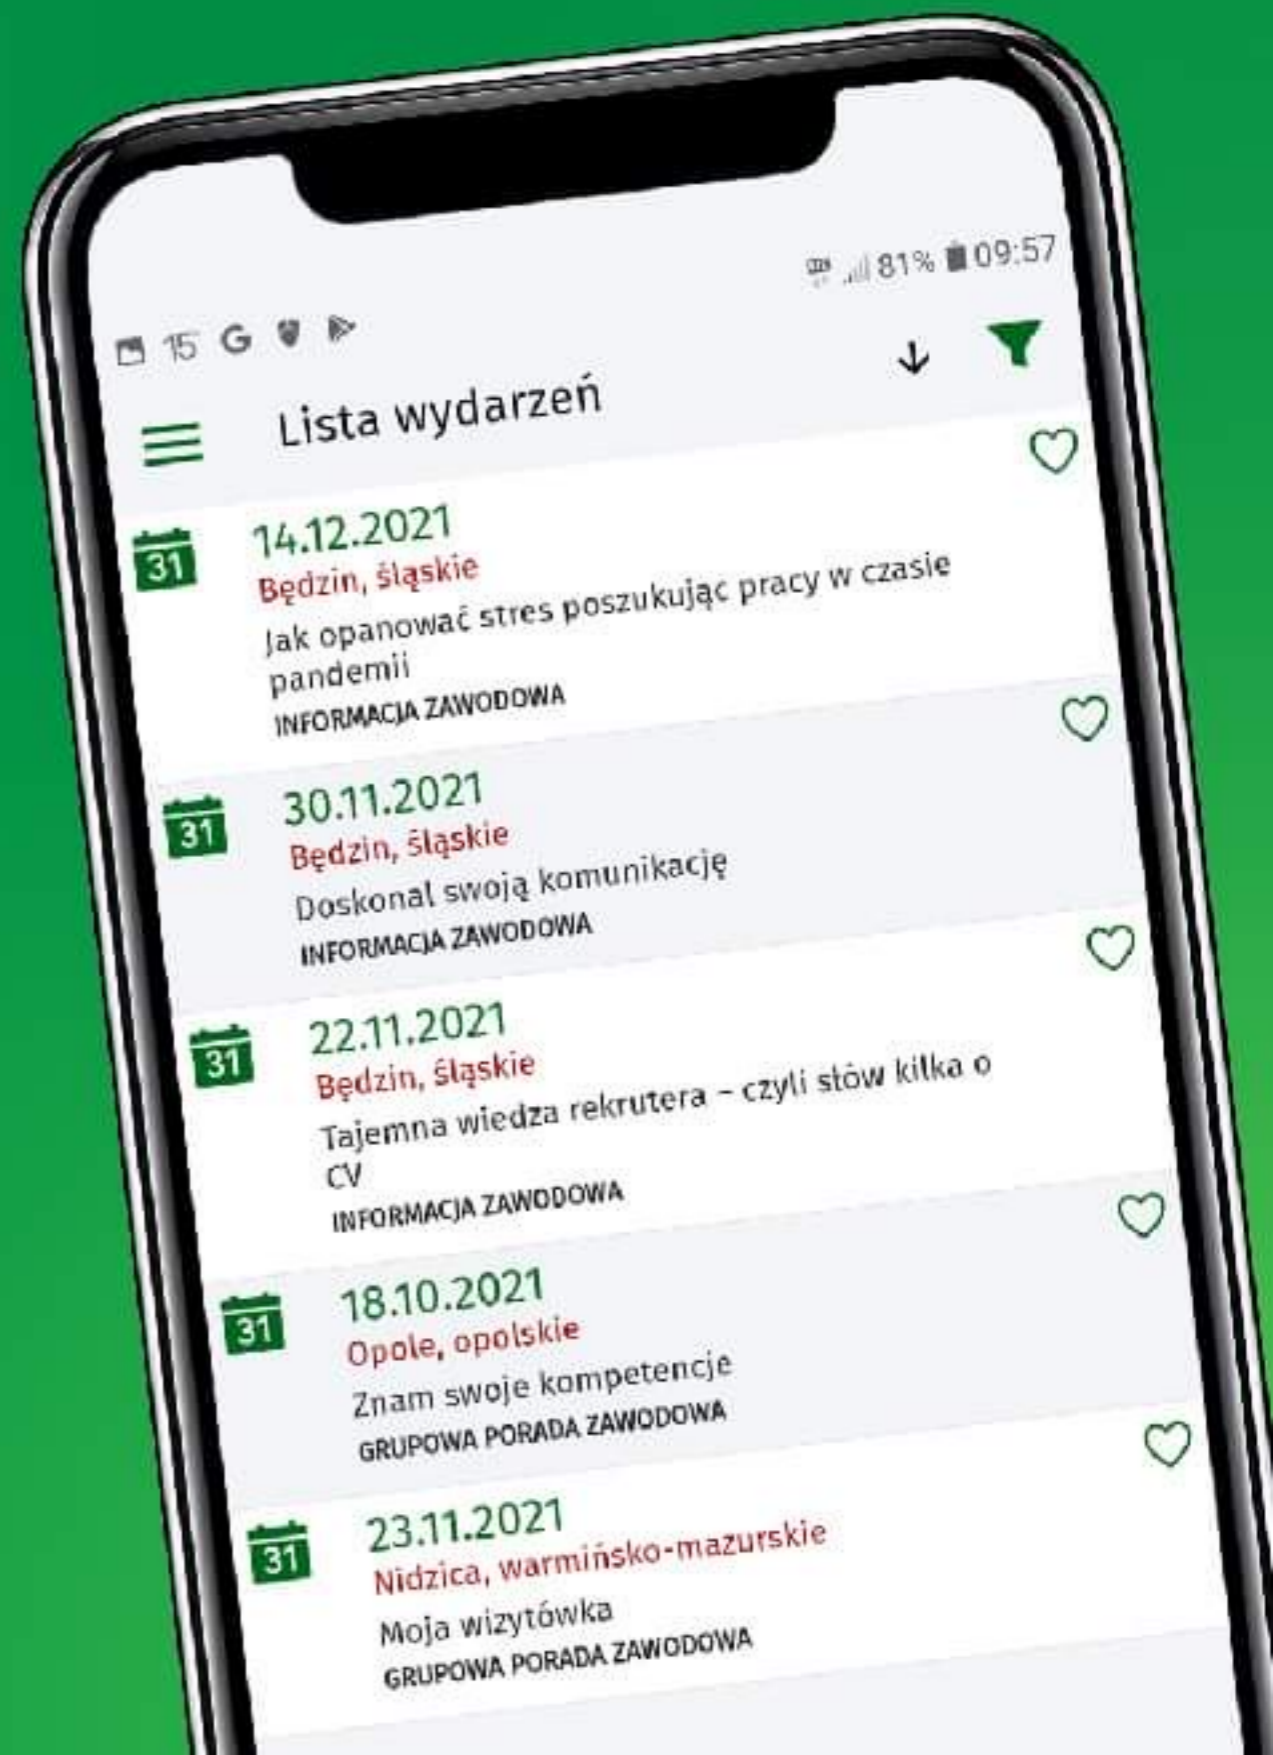 81% 09:57
15° G
Lista wydarzeń
31
14.12.2021
Będzin, śląskie
Jak opanować stres poszukując pracy w czasie
pandemii
INFORMACJA ZAWODOWA
31
30.11.2021
Będzin, śląskie
Doskonal swoją komunikację
INFORMACJA ZAWODOWA
31
22.11.2021
Będzin, śląskie
Tajemna wiedza rekrutera – czyli słów kilka o
CV
INFORMACJA ZAWODOWA
31
18.10.2021
Opole, opolskie
Znam swoje kompetencje
GRUPOWA PORADA ZAWODOWA
31
23.11.2021
Nidzica, warmińsko-mazurskie
Moja wizytówka
GRUPOWA PORADA ZAWODOWA